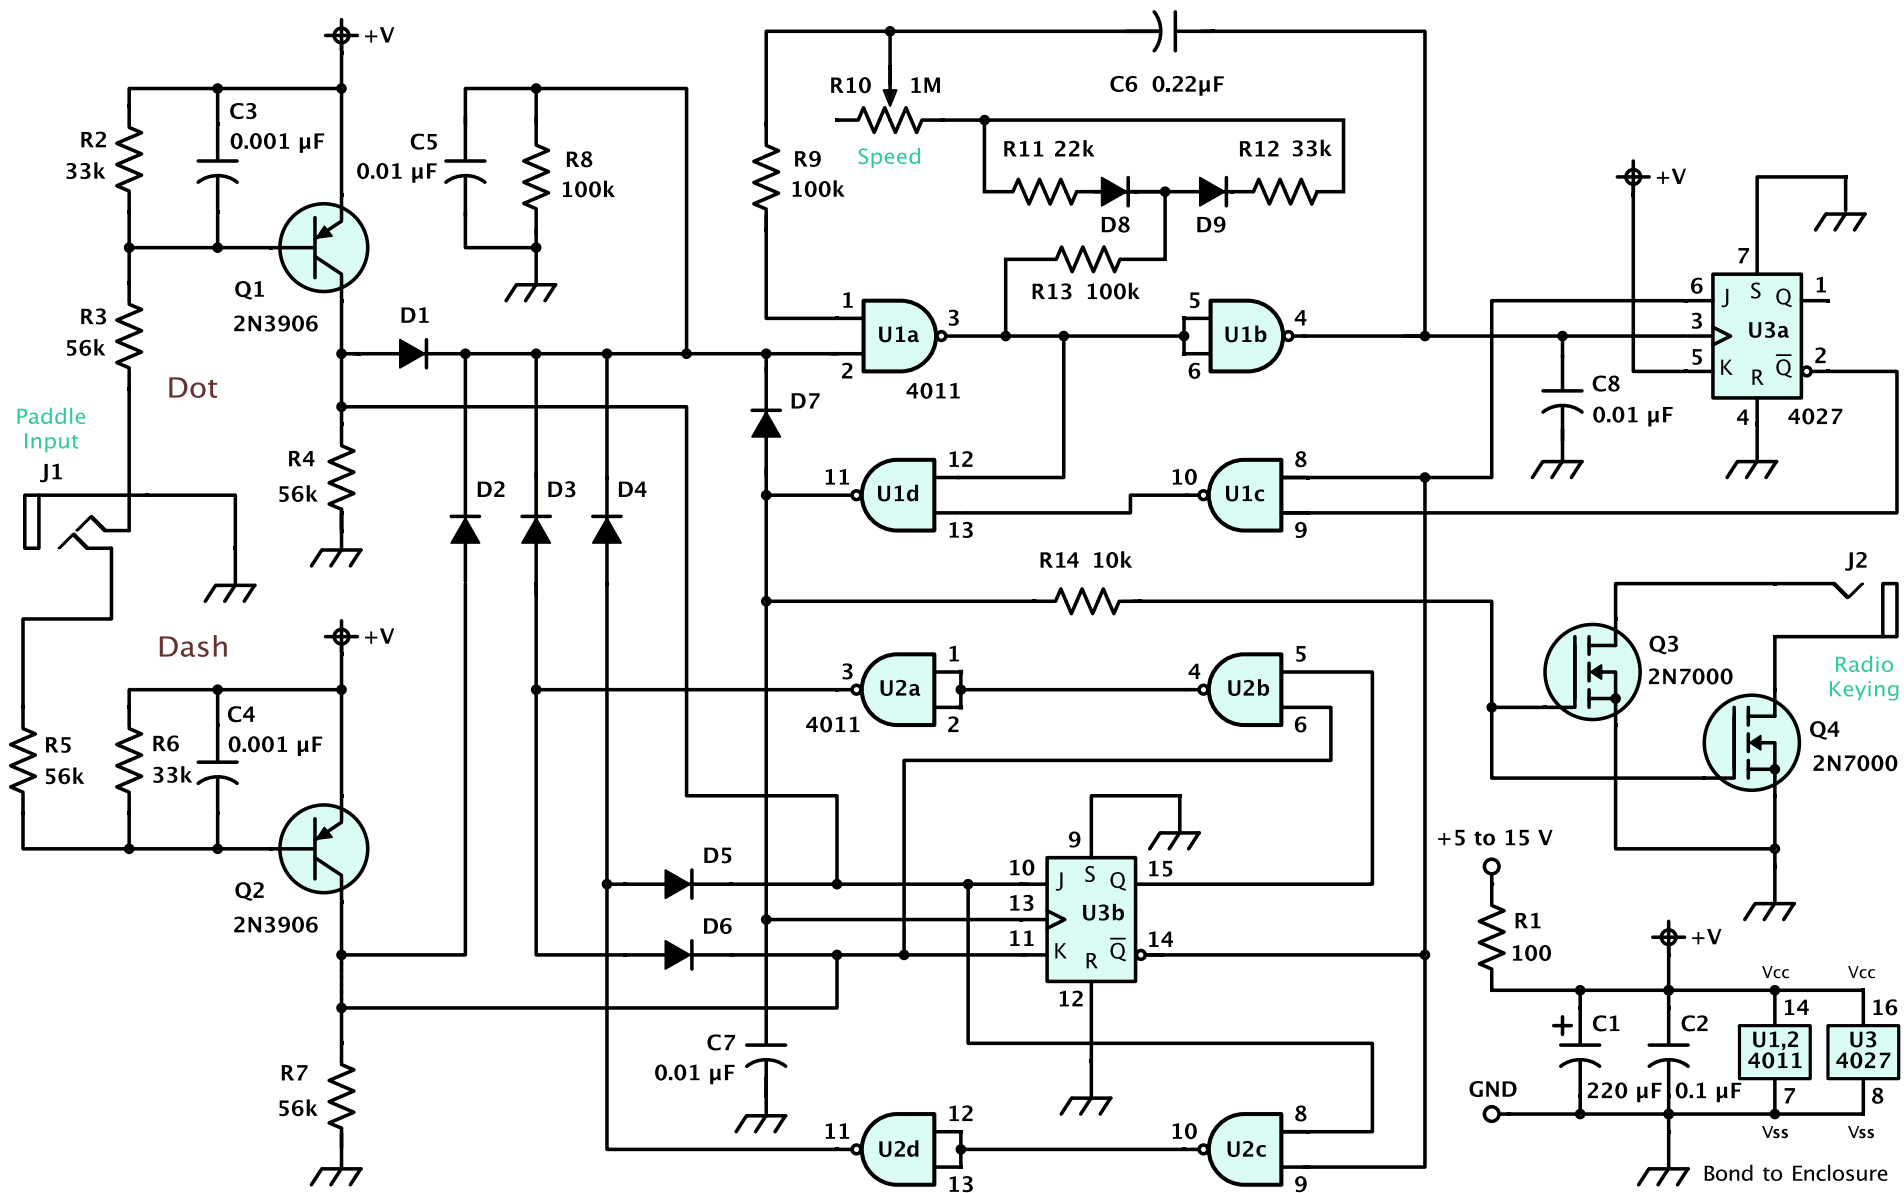 +V
C3
0.001 µF
R2
33k
Q1
2N3906
R3
56k
Dot
D1
Paddle
Input
J1
R4
56k
C5
0.01 µF
R8
100k
R10 1M
Speed
C6 0.22µF
R9
100k
R11 22k
R12 33k
D8
D9
R13 100k
1
2
U1a
3
4011
5
6
U1b
4
+V
7
6
J
S
Q
1
3
U3a
5
K
R
Q
2
4
4027
C8
0.01 µF
D7
11
U1d
12
13
10
U1c
8
9
D2
D3
D4
R14 10k
J2
Q3
2N7000
Q4
2N7000
Radio
Keying
Dash
+V
C4
0.001 µF
R5
56k
R6
33k
Q2
2N3906
R7
56k
3
U2a
4011
1
2
4
U2b
5
6
D5
D6
9
10
J
S
Q
15
13
U3b
11
K
R
Q
14
12
C7
0.01 µF
11
U2d
12
13
10
U2c
8
9
+5 to 15 V
R1
100
+V
+
C1
220 µF
C2
0.1 µF
Vcc
14
U1,2
4011
7
Vss
Vcc
16
U3
4027
8
Vss
GND
Bond to Enclosure